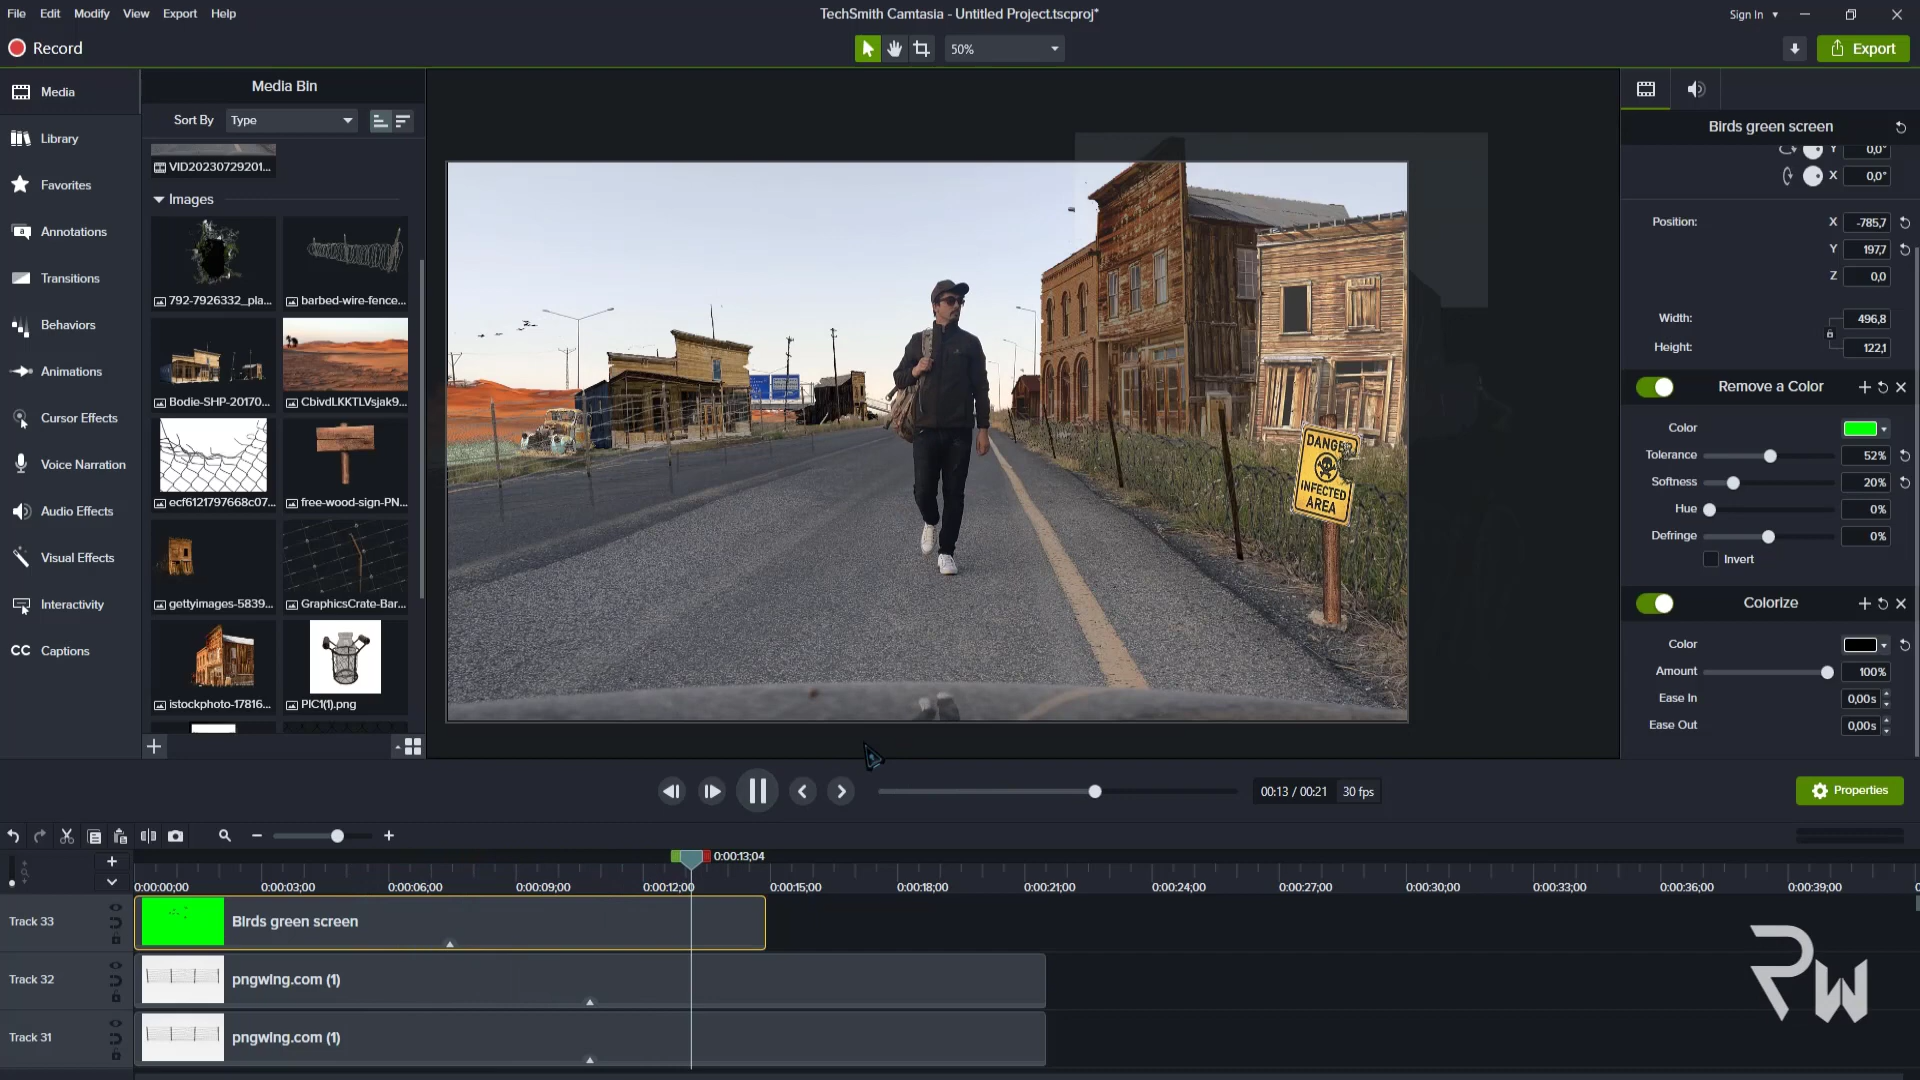 File Edit Modify View Export Help
TechSmith Camtasia - Untitled Project.tscproj*
Sign In
Record
50%
Export
Media
Library
Favorites
Annotations
Transitions
Behaviors
Animations
Cursor Effects
Voice Narration
Audio Effects
Visual Effects
Interactivity
CC Captions
Media Bin
Sort By Type
VID20230729201...
Images
792-7926332_pla... barbed-wire-fence...
Bodie-SHP-20170... CbivdLKKTLVsjak9...
ecf6121797668c07... free-wood-sign-PN...
gettyimages-5839... GraphicsCrate-Bar...
istockphoto-17816... PIC1(1).png
DANGER
INFECTED
AREA
Birds green screen
Y 0,0°
X 0,0°
Position: X -785,7
Y 197,7
Z 0,0
Width: 496,8
Height: 122,1
Remove a Color
Color
Tolerance 52%
Softness 20%
Hue 0%
Defringe 0%
Invert
Colorize
Color
Amount 100%
Ease In 0,00s
Ease Out 0,00s
00:13 / 00:21 30 fps
Properties
0:00:13;04
0:00:00;00 0:00:03;00 0:00:06;00 0:00:09;00 0:00:12;00 0:00:15;00 0:00:18;00 0:00:21;00 0:00:24;00 0:00:27;00 0:00:30;00 0:00:33;00 0:00:36;00 0:00:39;00
Track 33 Birds green screen
Track 32 pngwing.com (1)
Track 31 pngwing.com (1)
RW